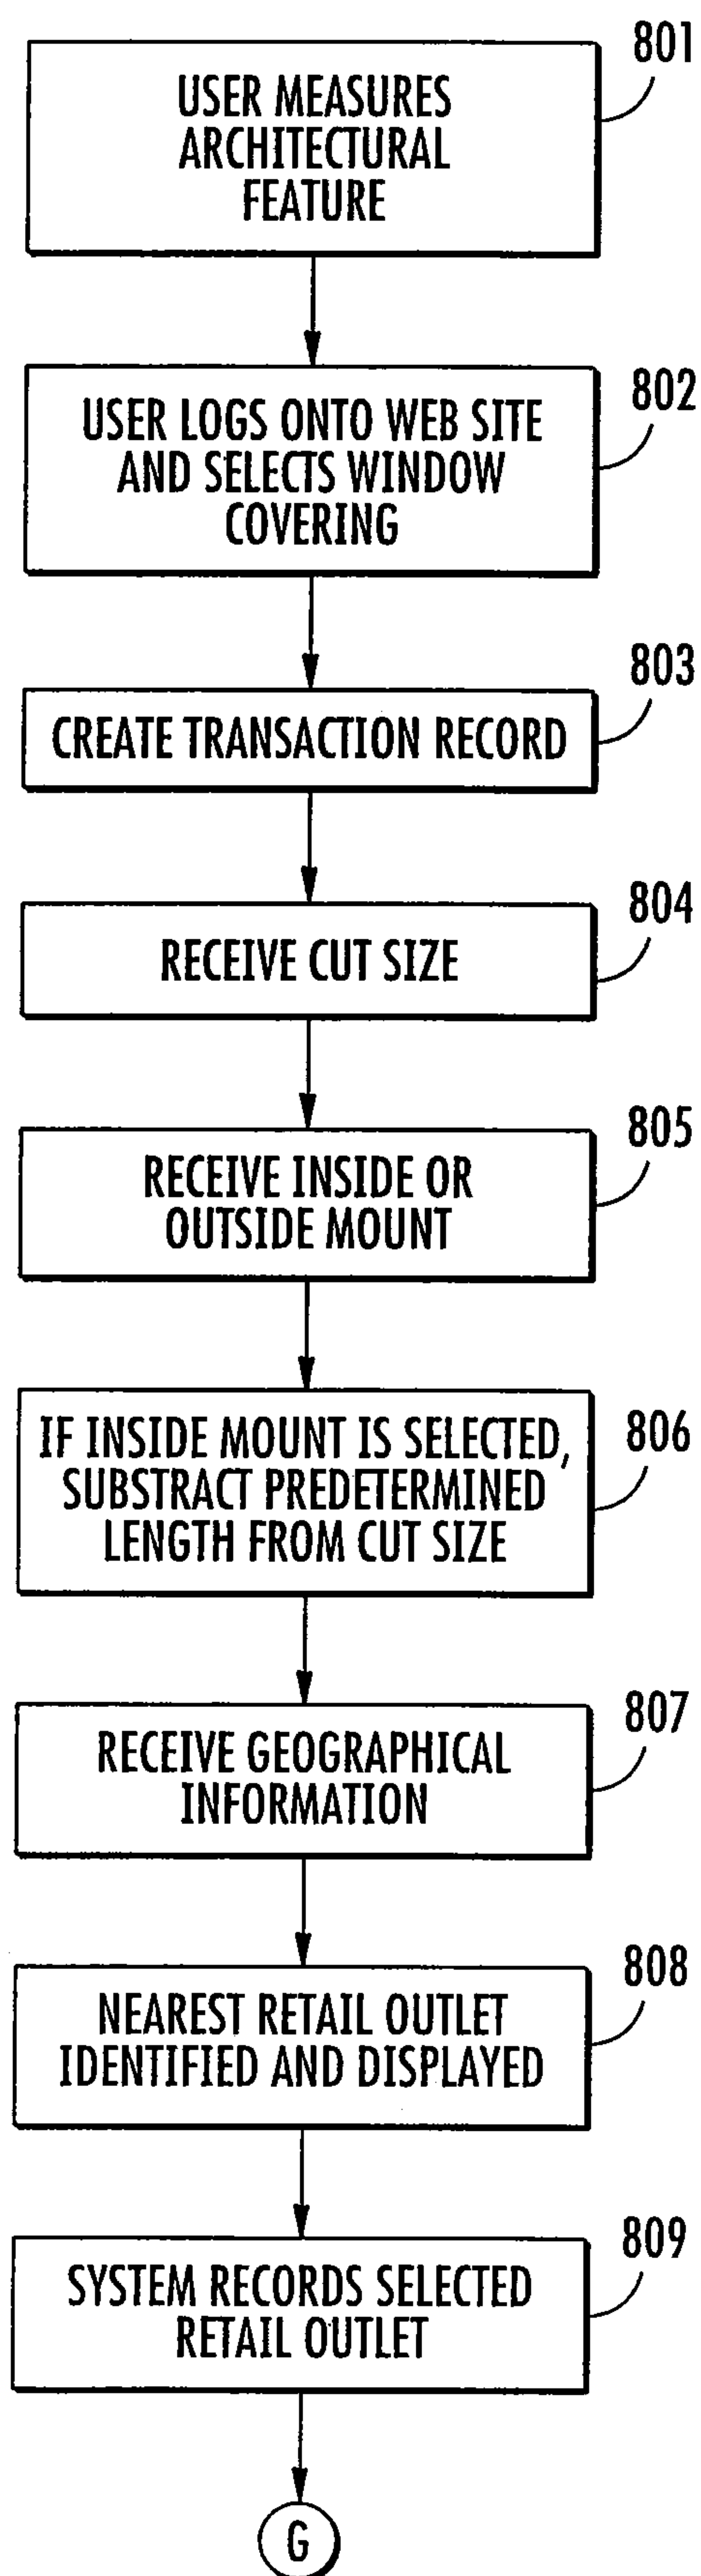 801
USER MEASURES
ARCHITECTURAL
FEATURE
802
USER LOGS ONTO WEB SITE
AND SELECTS WINDOW
COVERING
803
CREATE TRANSACTION RECORD
804
RECEIVE CUT SIZE
805
RECEIVE INSIDE OR
OUTSIDE MOUNT
806
IF INSIDE MOUNT IS SELECTED,
SUBSTRACT PREDETERMINED
LENGTH FROM CUT SIZE
807
RECEIVE GEOGRAPHICAL
INFORMATION
808
NEAREST RETAIL OUTLET
IDENTIFIED AND DISPLAYED
809
SYSTEM RECORDS SELECTED
RETAIL OUTLET
G